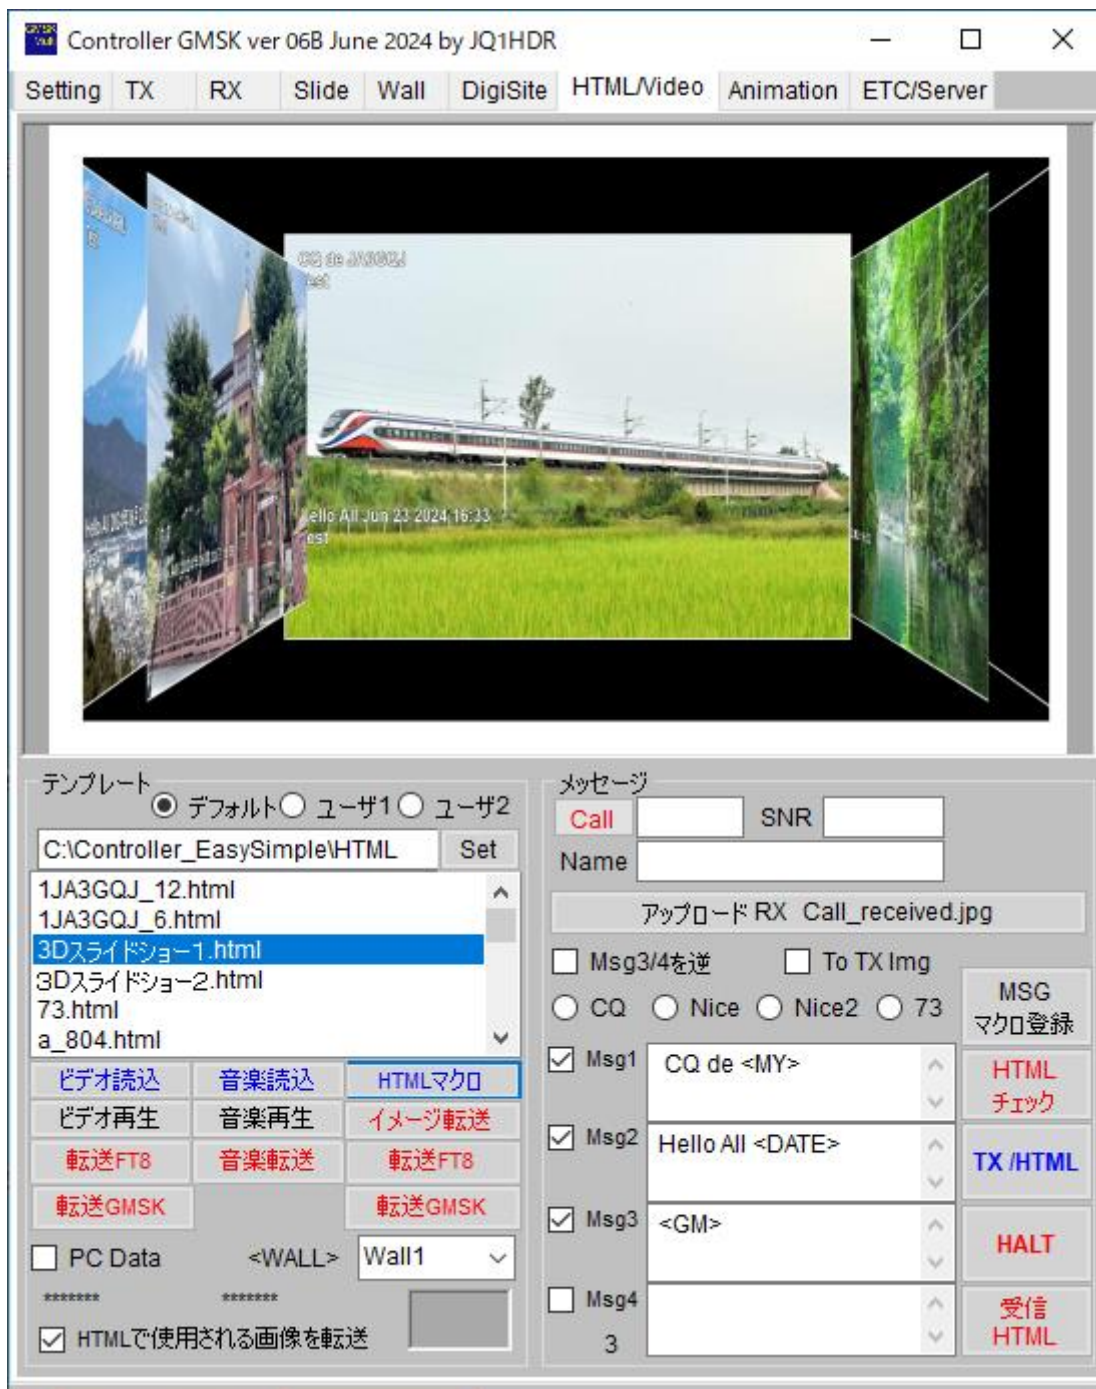 GMSK
Controller GMSK ver 06B June 2024 by JQ1HDR
Setting TX RX Slide Wall DigiSite HTML/Video Animation ETC/Server
CQ de JA3GQJ
Hello All Jun 23 2024 16:33
テンプレート
デフォルト ユーザ1 ユーザ2
C:\Controller_EasySimple\HTML Set
1JA3GQJ_12.html
1JA3GQJ_6.html
3Dスライドショー1.html
3Dスライドショー2.html
73.html
a_804.html
ビデオ読込 音楽読込 HTMLマクロ
ビデオ再生 音楽再生 イメージ転送
転送FT8 音楽転送 転送FT8
転送GMSK 転送GMSK
PC Data <WALL> Wall1
******* *******
HTMLで使用される画像を転送
メッセージ
Call SNR
Name
アップロード RX Call_received.jpg
Msg3/4を逆 To TX Img
CQ Nice Nice2 73
MSG
マクロ登録
Msg1 CQ de <MY>
HTML
チェック
Msg2 Hello All <DATE>
TX /HTML
Msg3 <GM>
HALT
Msg4
3
受信
HTML